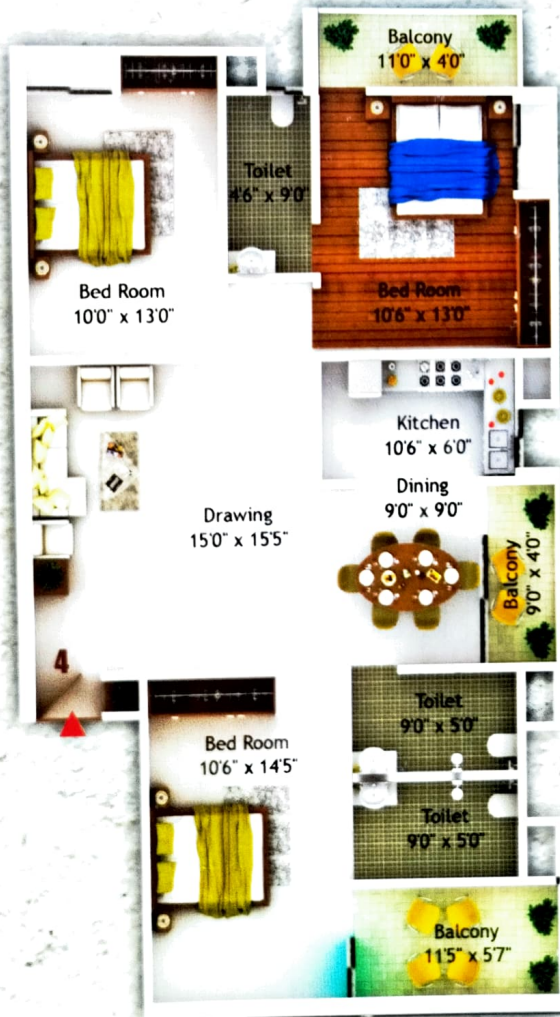 Balcony
11'0" x 4'0"
Toilet
4'6" x 9'0"
Bed Room
10'0" x 13'0"
Bed Room
10'6" x 13'0"
Kitchen
10'6" x 6'0"
Dining
9'0" x 9'0"
Drawing
15'0" x 15'5"
Balcony
9'0" x 4'0"
4
Toilet
9'0" x 5'0"
Bed Room
10'6" x 14'5"
Toilet
9'0" x 5'0"
Balcony
11'5" x 5'7"